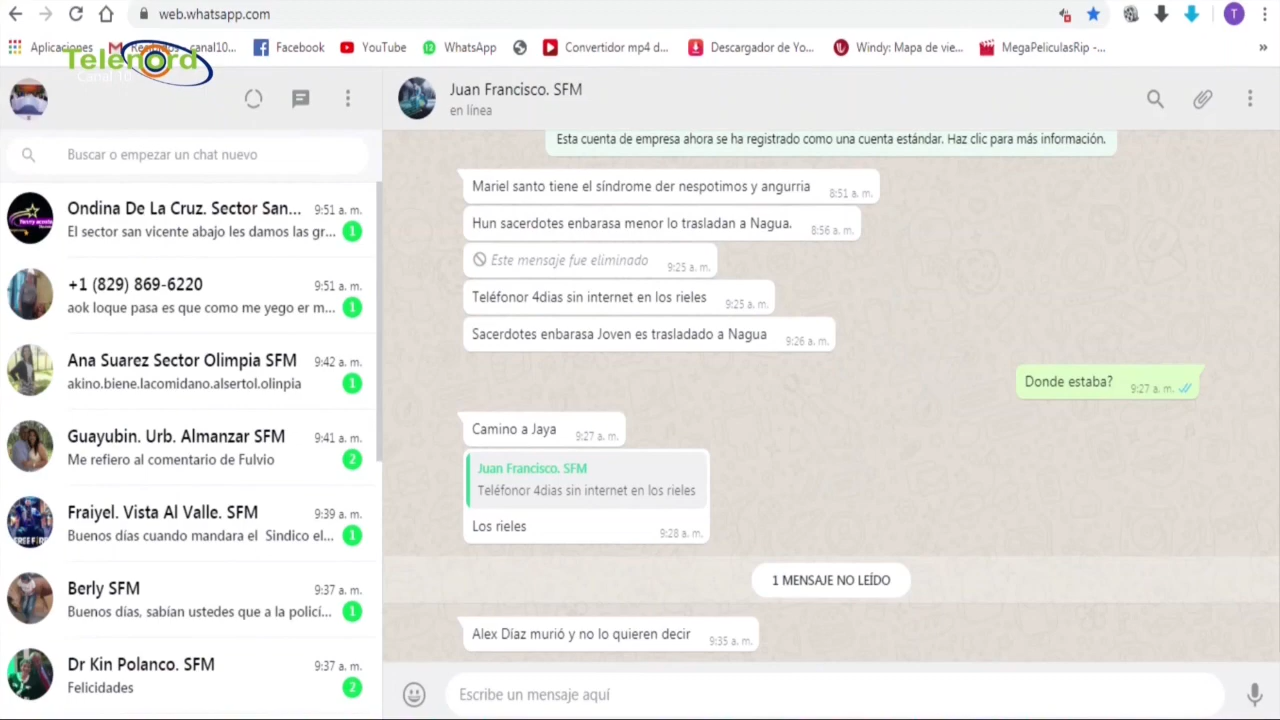 web.whatsapp.com
Aplicaciones
Facebook
YouTube
WhatsApp
Convertidor mp4 d...
Descargador de Yo...
Windy: Mapa de vie...
MegaPeliculasRip -...
»
T
Telenord
Canal 10
Juan Francisco. SFM
en línea
Buscar o empezar un chat nuevo
Ondina De La Cruz. Sector San... 9:51 a. m.
El sector san vicente abajo les damos las gr... 1
+1 (829) 869-6220 9:51 a. m.
aok loque pasa es que como me yego er m... 1
Ana Suarez Sector Olimpia SFM 9:42 a. m.
akino.biene.lacomidano.alsertol.olinpia 1
Guayubin. Urb. Almanzar SFM 9:41 a. m.
Me refiero al comentario de Fulvio 2
Fraiyel. Vista Al Valle. SFM 9:39 a. m.
Buenos días cuando mandara el Sindico el... 1
Berly SFM 9:37 a. m.
Buenos días, sabían ustedes que a la policí... 1
Dr Kin Polanco. SFM 9:37 a. m.
Felicidades 2
Esta cuenta de empresa ahora se ha registrado como una cuenta estándar. Haz clic para más información.
Mariel santo tiene el síndrome der nespotimos y angurria 8:51 a. m.
Hun sacerdotes enbarasa menor lo trasladan a Nagua. 8:56 a. m.
Este mensaje fue eliminado 9:25 a. m.
Teléfonor 4dias sin internet en los rieles 9:25 a. m.
Sacerdotes enbarasa Joven es trasladado a Nagua 9:26 a. m.
Donde estaba? 9:27 a. m.
Camino a Jaya 9:27 a. m.
Juan Francisco. SFM
Teléfonor 4dias sin internet en los rieles
Los rieles 9:28 a. m.
1 MENSAJE NO LEÍDO
Alex Díaz murió y no lo quieren decir 9:35 a. m.
Escribe un mensaje aquí